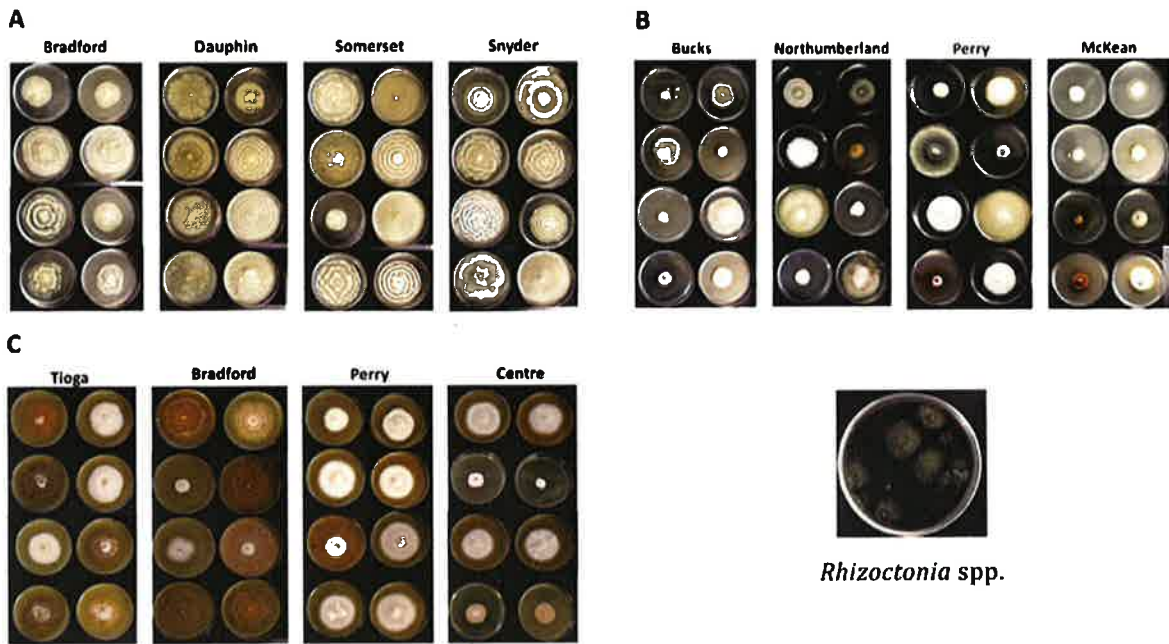 A
Bradford Dauphin Somerset Snyder
B
Bucks Northumberland Perry McKean
C
Tioga Bradford Perry Centre
Rhizoctonia spp.